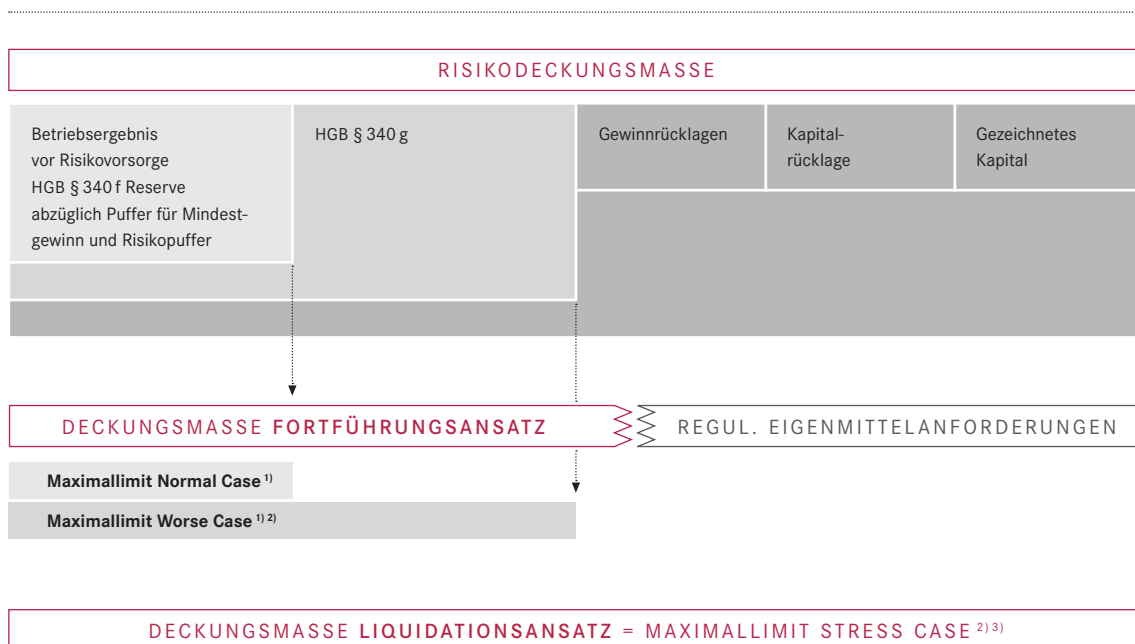 RISIKODECKUNGSMASSE
Betriebsergebnis
vor Risikovorsorge
HGB § 340 f Reserve
abzüglich Puffer für Mindest-
gewinn und Risikopuffer
HGB § 340 g
Gewinnrücklagen
Kapital-
rücklage
Gezeichnetes
Kapital
DECKUNGSMASSE FORTFÜHRUNGSANSATZ
REGUL. EIGENMITTELANFORDERUNGEN
Maximallimit Normal Case 1)
Maximallimit Worse Case 1) 2)
DECKUNGSMASSE LIQUIDATIONSANSATZ = MAXIMALLIMIT STRESS CASE 2) 3)